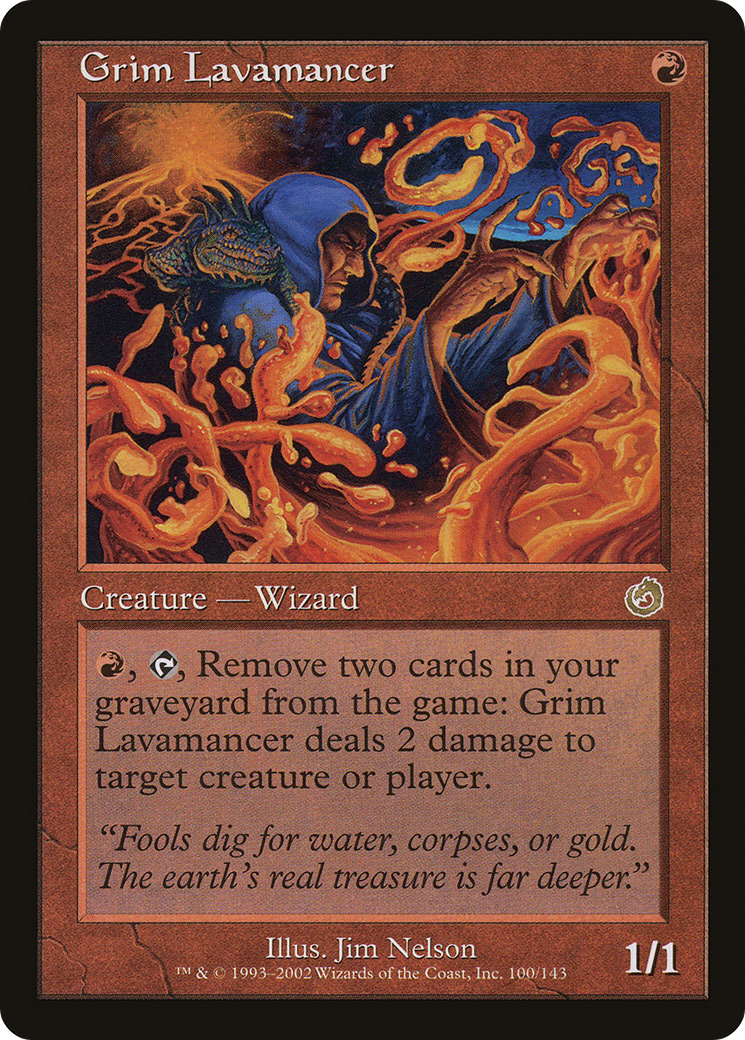 Grim Lavamancer
Creature — Wizard
, , Remove two cards in your
graveyard from the game: Grim
Lavamancer deals 2 damage to
target creature or player.
“Fools dig for water, corpses, or gold.
The earth’s real treasure is far deeper.”
Illus. Jim Nelson
™ & © 1993–2002 Wizards of the Coast, Inc. 100/143
1/1